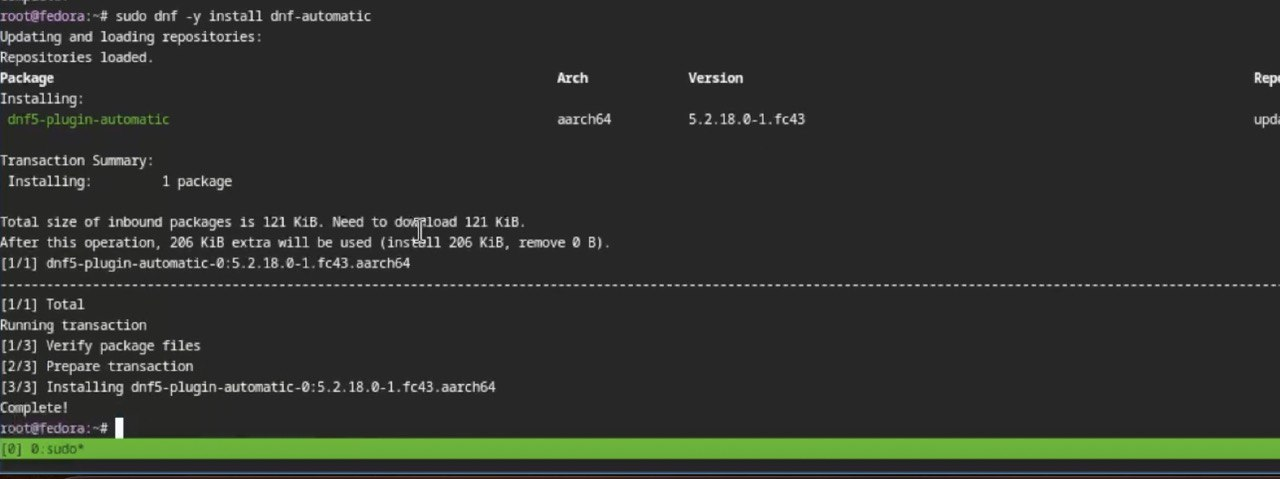 root@fedora:~# sudo dnf -y install dnf-automatic
Updating and loading repositories:
Repositories loaded.
Package Arch Version
Installing:
dnf5-plugin-automatic aarch64 5.2.18.0-1.fc43
Transaction Summary:
Installing: 1 package
Total size of inbound packages is 121 KiB. Need to download 121 KiB.
After this operation, 206 KiB extra will be used (install 206 KiB, remove 0 B).
[1/1] dnf5-plugin-automatic-0:5.2.18.0-1.fc43.aarch64
[1/1] Total
Running transaction
[1/3] Verify package files
[2/3] Prepare transaction
[3/3] Installing dnf5-plugin-automatic-0:5.2.18.0-1.fc43.aarch64
Complete!
root@fedora:~#
[0] 0:sudo*